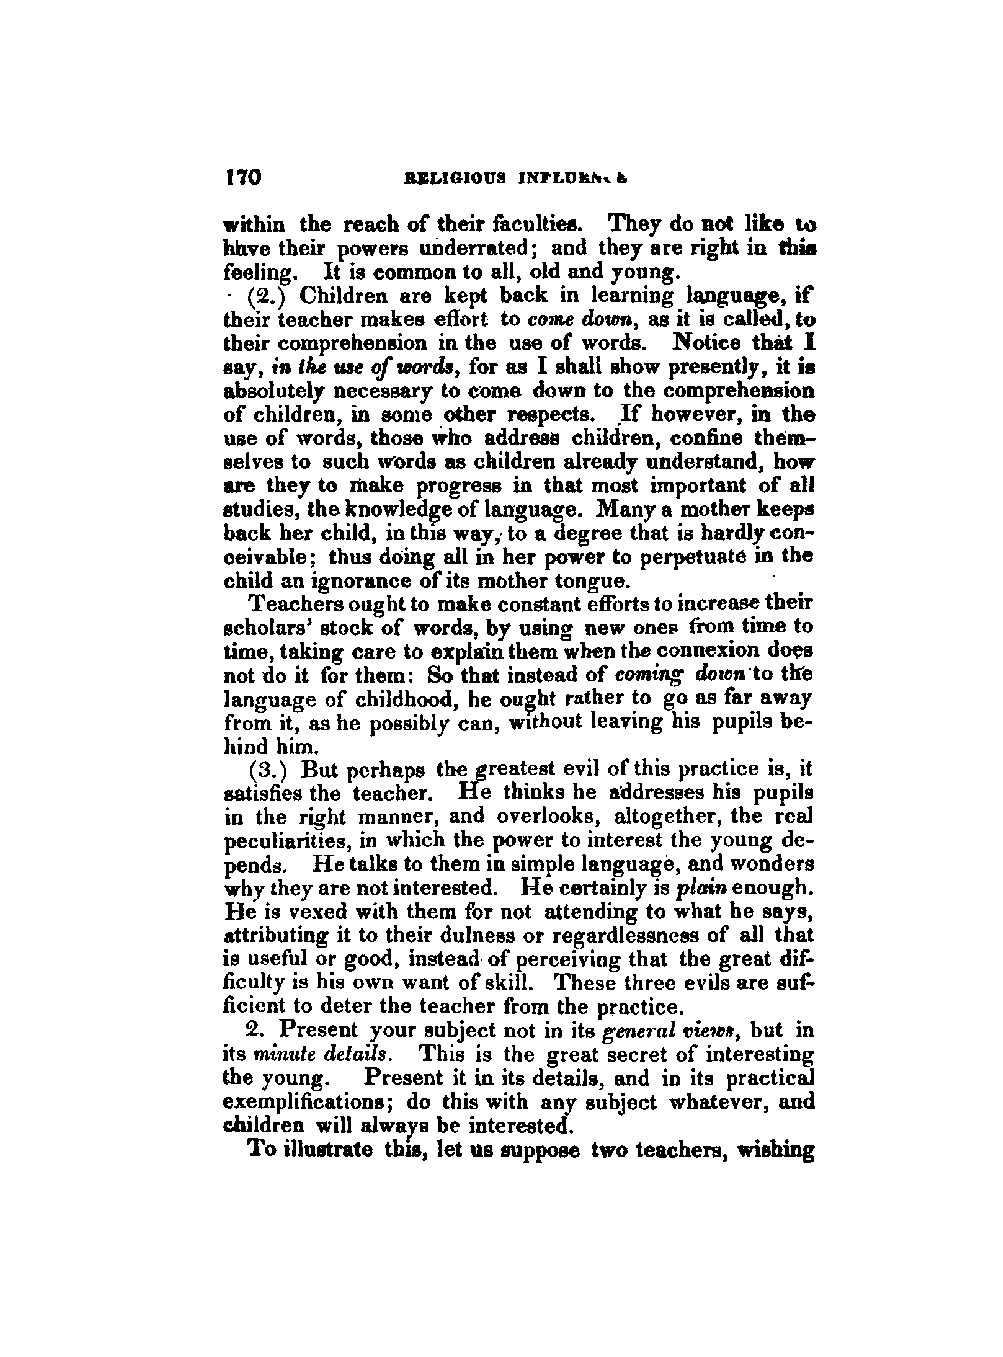 170 RELIGIOUS INFLUENCE
within the reach of their faculties. They do not like to
have their powers underrated; and they are right in this
feeling. It is common to all, old and young.
(2.) Children are kept back in learning language, if
their teacher makes effort to come down, as it is called, to
their comprehension in the use of words. Notice that I
say, in the use of words, for as I shall show presently, it is
absolutely necessary to come down to the comprehension
of children, in some other respects. If however, in the
use of words, those who address children, confine them-
selves to such words as children already understand, how
are they to make progress in that most important of all
studies, the knowledge of language. Many a mother keeps
back her child, in this way, to a degree that is hardly con-
ceivable; thus doing all in her power to perpetuate in the
child an ignorance of its mother tongue.
Teachers ought to make constant efforts to increase their
scholars' stock of words, by using new ones from time to
time, taking care to explain them when the connexion does
not do it for them: So that instead of coming down to the
language of childhood, he ought rather to go as far away
from it, as he possibly can, without leaving his pupils be-
hind him.
(3.) But perhaps the greatest evil of this practice is, it
satisfies the teacher. He thinks he addresses his pupils
in the right manner, and overlooks, altogether, the real
peculiarities, in which the power to interest the young de-
pends. He talks to them in simple language, and wonders
why they are not interested. He certainly is plain enough.
He is vexed with them for not attending to what he says,
attributing it to their dulness or regardlessness of all that
is useful or good, instead of perceiving that the great dif-
ficulty is his own want of skill. These three evils are suf-
ficient to deter the teacher from the practice.
2. Present your subject not in its general views, but in
its minute details. This is the great secret of interesting
the young. Present it in its details, and in its practical
exemplifications; do this with any subject whatever, and
children will always be interested.
To illustrate this, let us suppose two teachers, wishing